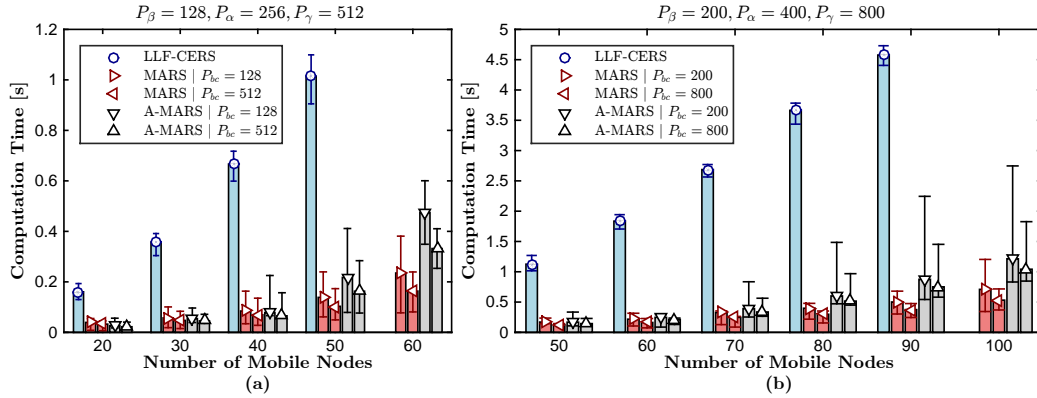 P_β = 128, P_α = 256, P_γ = 512
Computation Time [s]
1.2
1
0.8
0.6
0.4
0.2
0
LLF-CERS
MARS | P_bc = 128
MARS | P_bc = 512
A-MARS | P_bc = 128
A-MARS | P_bc = 512
20 30 40 50 60
Number of Mobile Nodes
(a)
P_β = 200, P_α = 400, P_γ = 800
Computation Time [s]
5
4.5
4
3.5
3
2.5
2
1.5
1
0.5
0
LLF-CERS
MARS | P_bc = 200
MARS | P_bc = 800
A-MARS | P_bc = 200
A-MARS | P_bc = 800
50 60 70 80 90 100
Number of Mobile Nodes
(b)